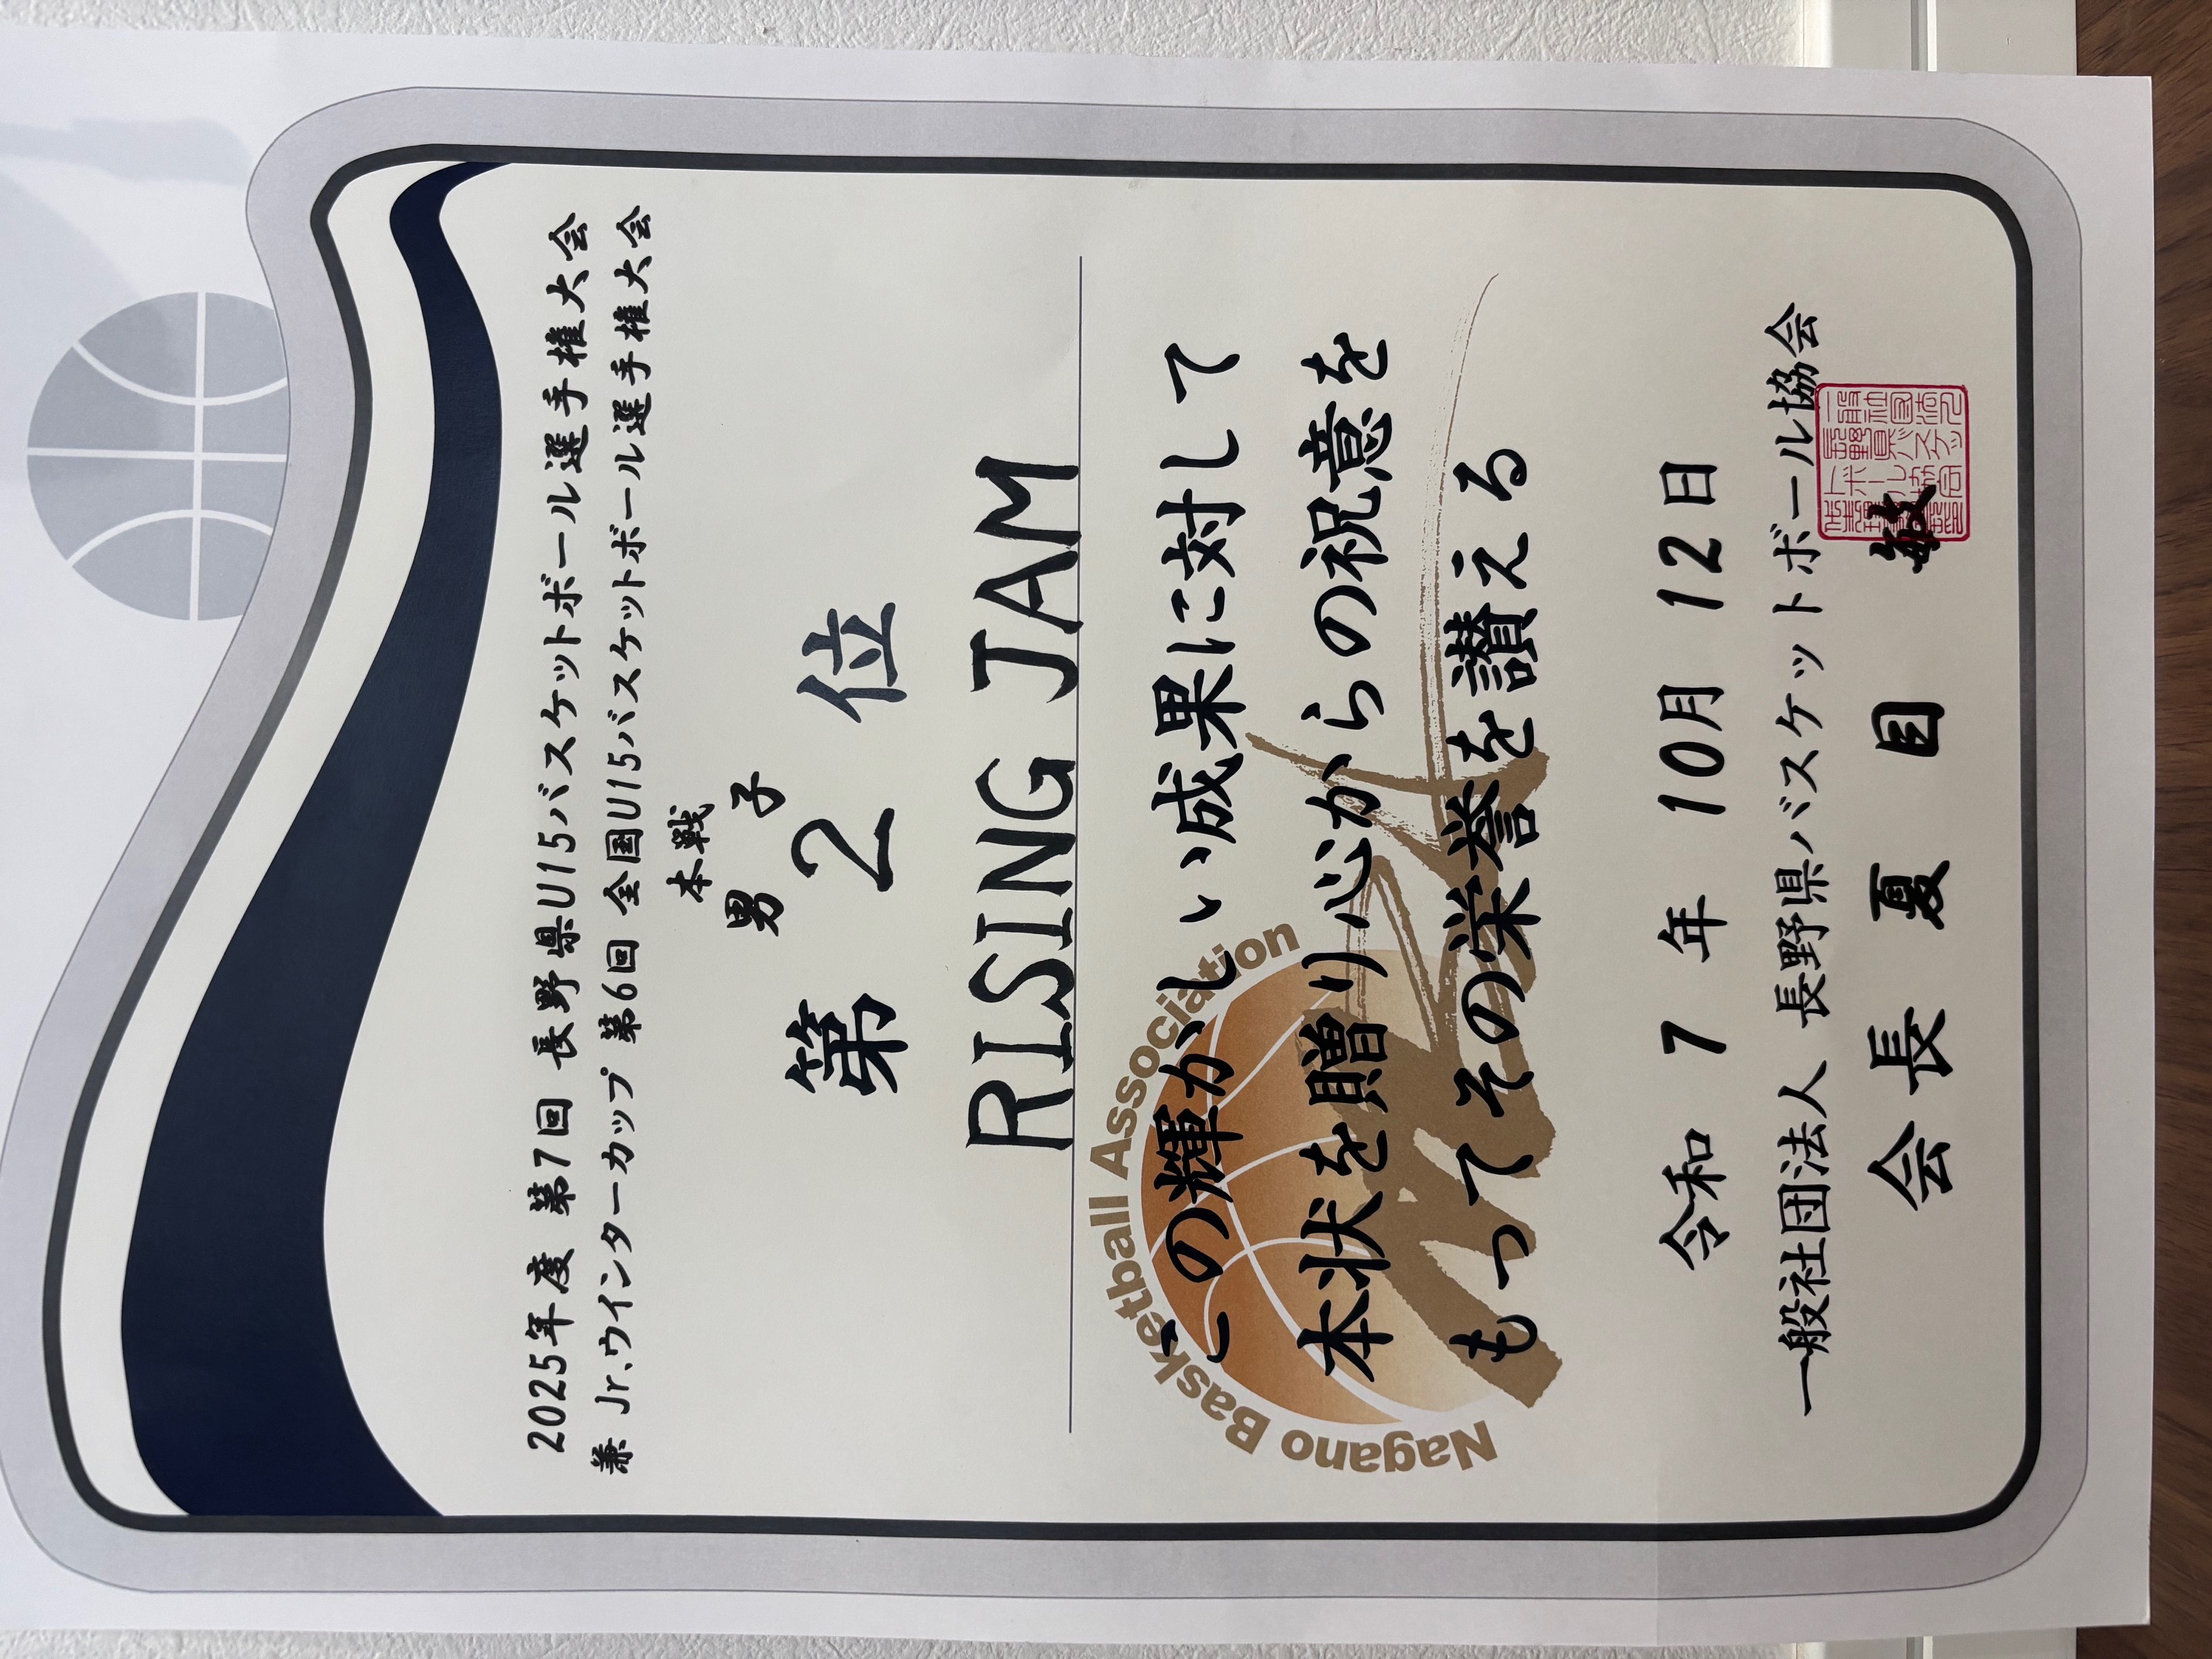 2025年度 第7回 長野県U15バスケットボール選手権大会
兼 Jr.ウインターカップ 第6回 全国U15バスケットボール選手権大会
本戦
男子
第2位
RISING JAM
この輝かしい成果に対して
本状を贈り心からの祝意を
もってその栄誉を讃える
Nagano Basketball Association
令和7年10月12日
一般社団法人 長野県バスケットボール協会
会長 夏目 敏